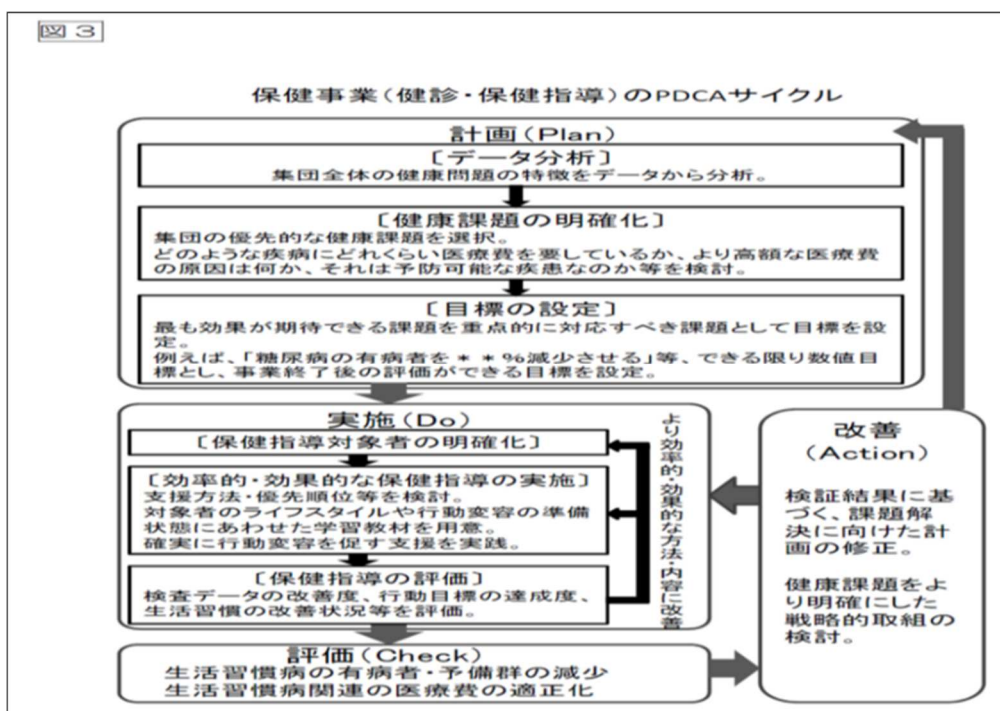 図３
保健事業(健診・保健指導)のPDCAサイクル
計画(Plan)
[データ分析]
集団全体の健康問題の特徴をデータから分析。
[健康課題の明確化]
集団の優先的な健康課題を選択。
どのような疾病にどれくらい医療費を要しているか、より高額な医療費
の原因は何か、それは予防可能な疾患なのか等を検討。
[目標の設定]
最も効果が期待できる課題を重点的に対応すべき課題として目標を設
定。
例えば、「糖尿病の有病者を＊＊%減少させる」等、できる限り数値目
標とし、事業終了後の評価ができる目標を設定。
実施(Do)
[保健指導対象者の明確化]
[効率的・効果的な保健指導の実施]
支援方法・優先順位等を検討。
対象者のライフスタイルや行動変容の準備
状態にあわせた学習教材を用意。
確実に行動変容を促す支援を実践。
[保健指導の評価]
検査データの改善度、行動目標の達成度、
生活習慣の改善状況等を評価。
より効率的・効果的な方法・内容に改善
評価(Check)
生活習慣病の有病者・予備群の減少
生活習慣病関連の医療費の適正化
改善
(Action)
検証結果に基
づく、課題解
決に向けた計
画の修正。
健康課題をよ
り明確にした
戦略的取組の
検討。